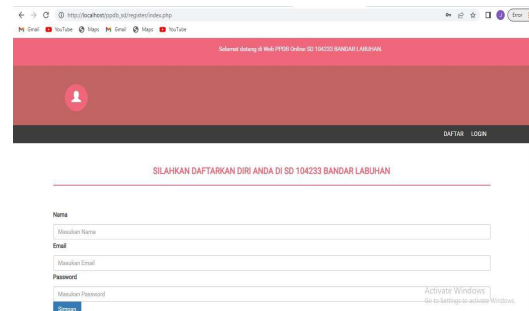 http://localhost/ppdb_sd/register/index.php
Error
M Gmail YouTube Maps M Gmail Maps YouTube
Selamat datang di Web PPDB Online SD 104233 BANDAR LABUHAN
DAFTAR LOGIN
SILAHKAN DAFTARKAN DIRI ANDA DI SD 104233 BANDAR LABUHAN
Nama
Masukan Nama
Email
Masukan Email
Password
Masukan Password
Activate Windows
Go to Settings to activate Windows.
Simpan